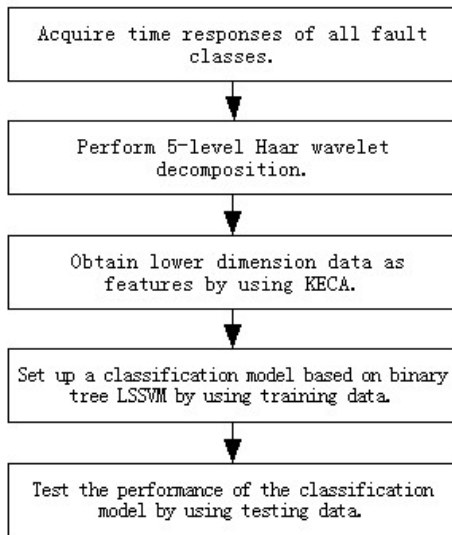 Acquire time responses of all fault
classes.
Perform 5-level Haar wavelet
decomposition.
Obtain lower dimension data as
features by using KECA.
Set up a classification model based on binary
tree LSSVM by using training data.
Test the performance of the classification
model by using testing data.